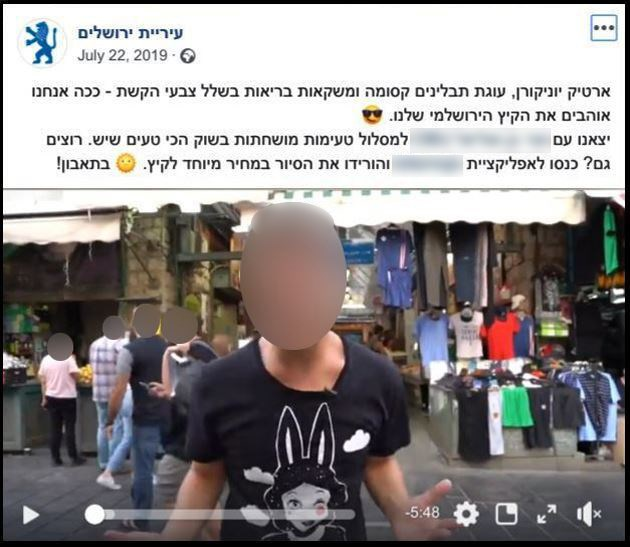 עיריית ירושלים
July 22, 2019 ·
ארטיק יוניקורן, עוגת תבלינים קסומה ומשקאות בריאות בשלל צבעי הקשת - ככה אנחנו
אוהבים את הקיץ הירושלמי שלנו. 😎
יצאנו עם למסלול טעימות מושחתות בשוק הכי טעים שיש. רוצים
גם? כנסו לאפליקציית והורידו את הסיור במחיר מיוחד לקיץ. 🌞 בתאבון!
-5:48